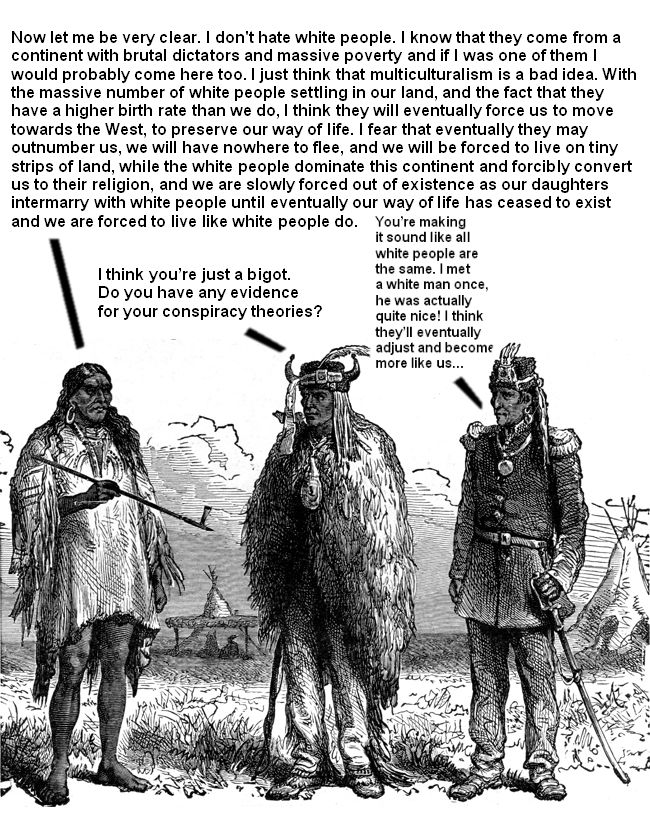 Now let me be very clear. I don't hate white people. I know that they come from a
continent with brutal dictators and massive poverty and if I was one of them I
would probably come here too. I just think that multiculturalism is a bad idea. With
the massive number of white people settling in our land, and the fact that they
have a higher birth rate than we do, I think they will eventually force us to move
towards the West, to preserve our way of life. I fear that eventually they may
outnumber us, we will have nowhere to flee, and we will be forced to live on tiny
strips of land, while the white people dominate this continent and forcibly convert
us to their religion, and we are slowly forced out of existence as our daughters
intermarry with white people until eventually our way of life has ceased to exist
and we are forced to live like white people do.
I think you're just a bigot.
Do you have any evidence
for your conspiracy theories?
You're making
it sound like all
white people are
the same. I met
a white man once,
he was actually
quite nice! I think
they'll eventually
adjust and become
more like us...